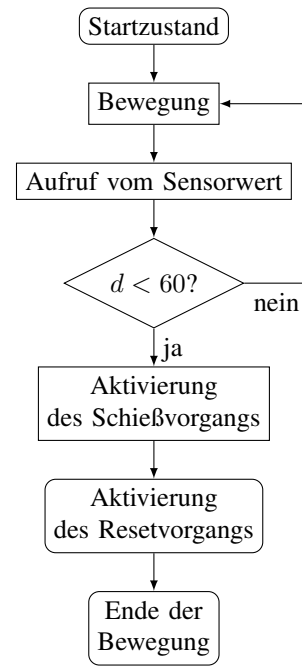 Startzustand
Bewegung
Aufruf vom Sensorwert
d < 60?
nein
ja
Aktivierung
des Schießvorgangs
Aktivierung
des Resetvorgangs
Ende der
Bewegung